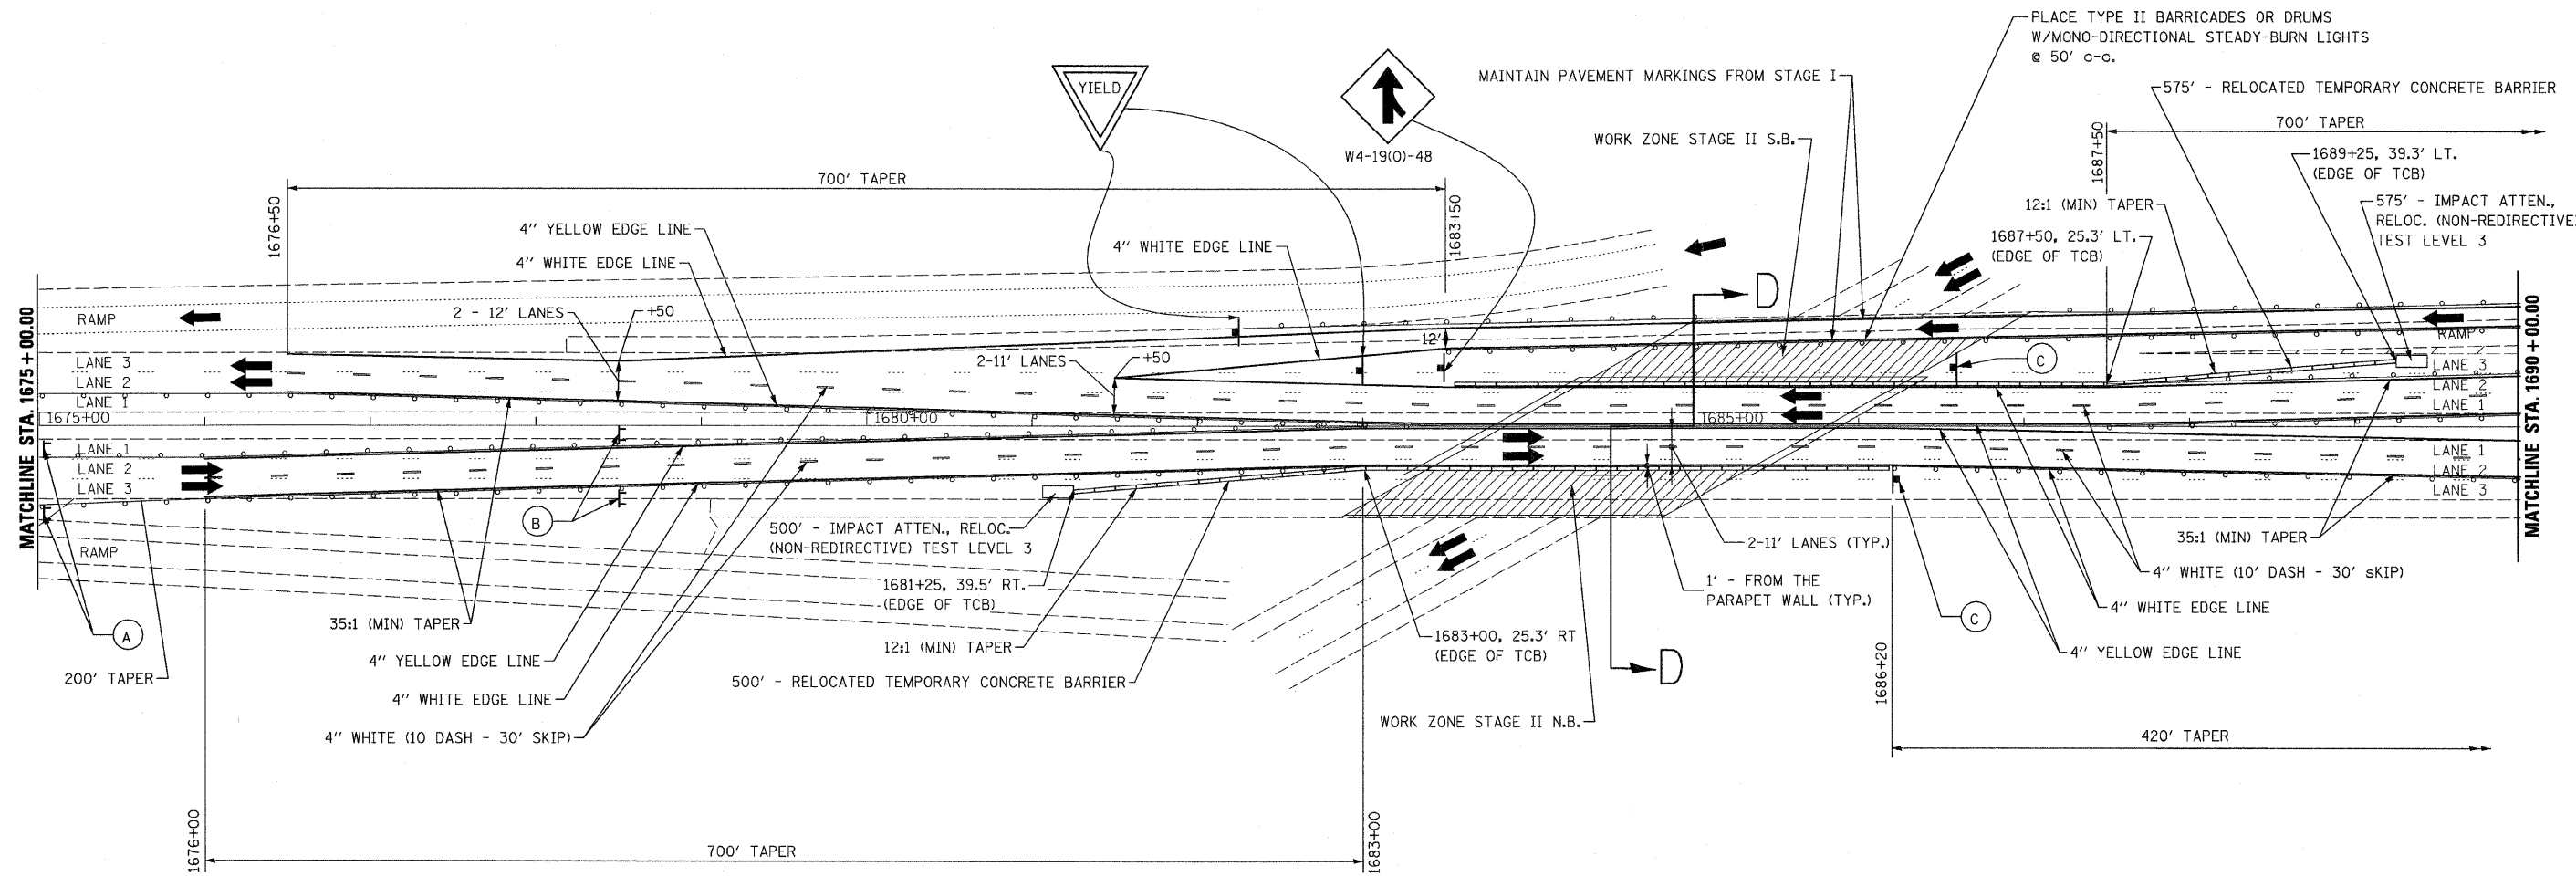 PLACE TYPE II BARRICADES OR DRUMS
W/MONO-DIRECTIONAL STEADY-BURN LIGHTS
@ 50' c-c.
YIELD
MAINTAIN PAVEMENT MARKINGS FROM STAGE I
575' - RELOCATED TEMPORARY CONCRETE BARRIER
700' TAPER
WORK ZONE STAGE II S.B.
W4-19(O)-48
1687+50
1689+25, 39.3' LT.
(EDGE OF TCB)
700' TAPER
1676+50
1683+50
12:1 (MIN) TAPER
575' - IMPACT ATTEN.,
RELOC. (NON-REDIRECTIVE)
TEST LEVEL 3
4" YELLOW EDGE LINE
4" WHITE EDGE LINE
4" WHITE EDGE LINE
1687+50, 25.3' LT.
(EDGE OF TCB)
D
2 - 12' LANES
+50
RAMP
12'
RAMP
2-11' LANES
+50
C
LANE 3
LANE 2
LANE 1
LANE 3
LANE 2
LANE 1
1675+00
1680+00
1685+00
MATCHLINE STA. 1675+00.00
MATCHLINE STA. 1690+00.00
LANE 1
LANE 2
LANE 3
LANE 1
LANE 2
LANE 3
B
500' - IMPACT ATTEN., RELOC.
(NON-REDIRECTIVE) TEST LEVEL 3
RAMP
2-11' LANES (TYP.)
35:1 (MIN) TAPER
4" WHITE (10' DASH - 30' sKIP)
1681+25, 39.5' RT.
(EDGE OF TCB)
1' - FROM THE
PARAPET WALL (TYP.)
4" WHITE EDGE LINE
C
A
35:1 (MIN) TAPER
12:1 (MIN) TAPER
1683+00, 25.3' RT
(EDGE OF TCB)
4" YELLOW EDGE LINE
4" YELLOW EDGE LINE
D
200' TAPER
500' - RELOCATED TEMPORARY CONCRETE BARRIER
1686+20
4" WHITE EDGE LINE
WORK ZONE STAGE II N.B.
4" WHITE (10 DASH - 30' SKIP)
420' TAPER
1676+00
700' TAPER
1683+00